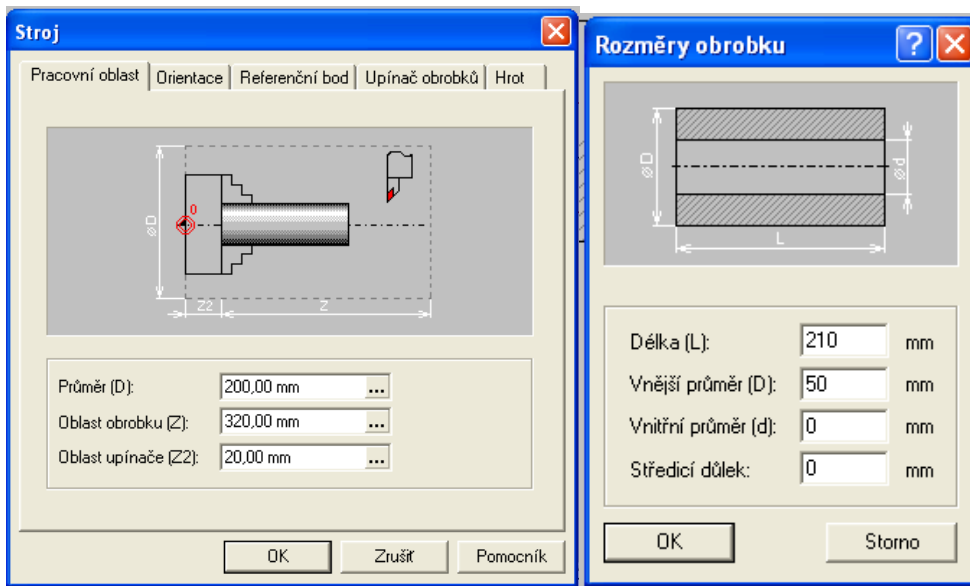 Stroj
Pracovní oblast Orientace Referenční bod Upínač obrobků Hrot
ØD
0
Z2 Z
Průměr (D): 200,00 mm ...
Oblast obrobku (Z): 320,00 mm ...
Oblast upínače (Z2): 20,00 mm ...
OK Zrušit Pomocník
Rozměry obrobku ?
ØD
Ød
L
Délka (L): 210 mm
Vnější průměr (D): 50 mm
Vnitřní průměr (d): 0 mm
Středicí důlek: 0 mm
OK Storno